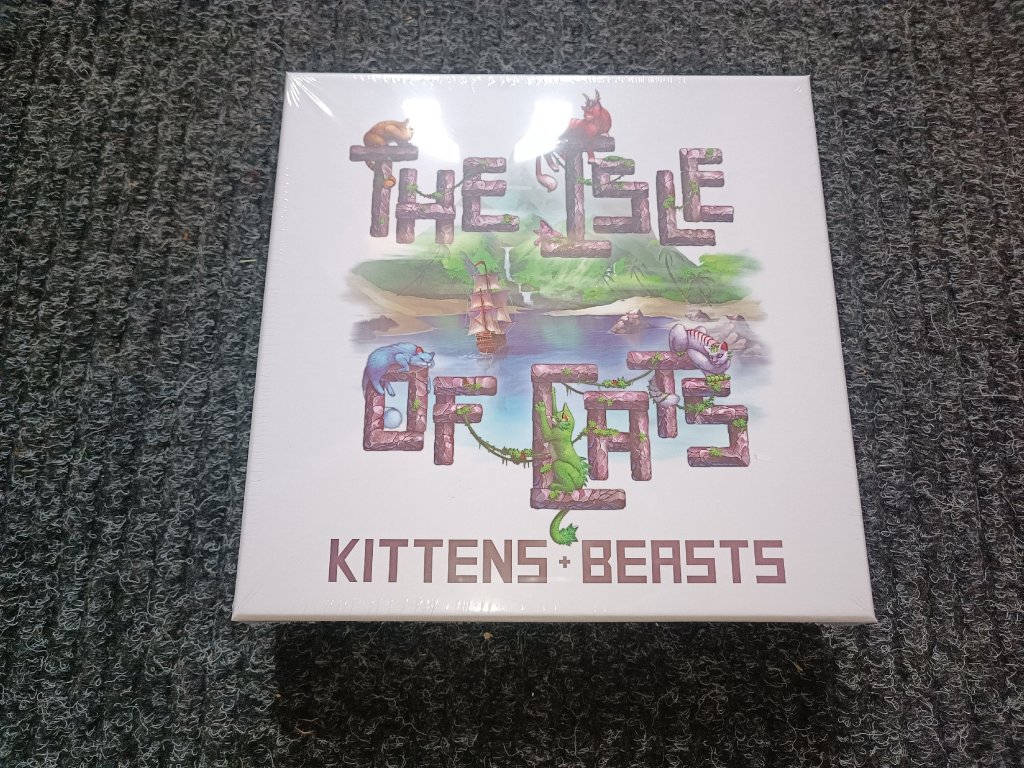 THE ISLE
OF CATS
KITTENS + BEASTS